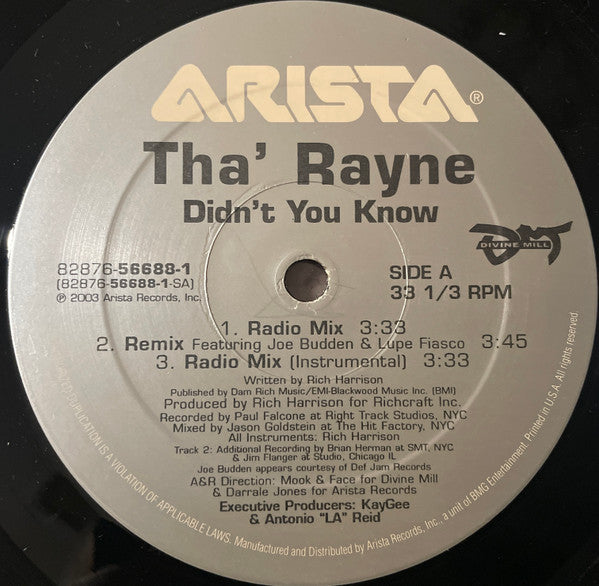 ARISTA®
Tha' Rayne
Didn't You Know
DMT
DIVINE MILL
82876-56688-1
(82876-56688-1-SA)
℗ 2003 Arista Records, Inc.
SIDE A
33 1/3 RPM
1. Radio Mix 3:33
2. Remix Featuring Joe Budden & Lupe Fiasco 3:45
3. Radio Mix (Instrumental) 3:33
Written by Rich Harrison
Published by Dam Rich Music/EMI-Blackwood Music Inc. (BMI)
Produced by Rich Harrison for Richcraft Inc.
Recorded by Paul Falcone at Right Track Studios, NYC
Mixed by Jason Goldstein at The Hit Factory, NYC
All Instruments: Rich Harrison
Track 2: Additional Recording by Brian Herman at SMT, NYC
& Jim Flanger at Studio, Chicago IL
Joe Budden appears courtesy of Def Jam Records
A&R Direction: Mook & Face for Divine Mill
& Darrale Jones for Arista Records
Executive Producers: KayGee
& Antonio "LA" Reid
DUPLICATION IS A VIOLATION OF APPLICABLE LAWS. Manufactured and Distributed by Arista Records, Inc., a unit of BMG Entertainment. Printed in U.S.A. All rights reserved.